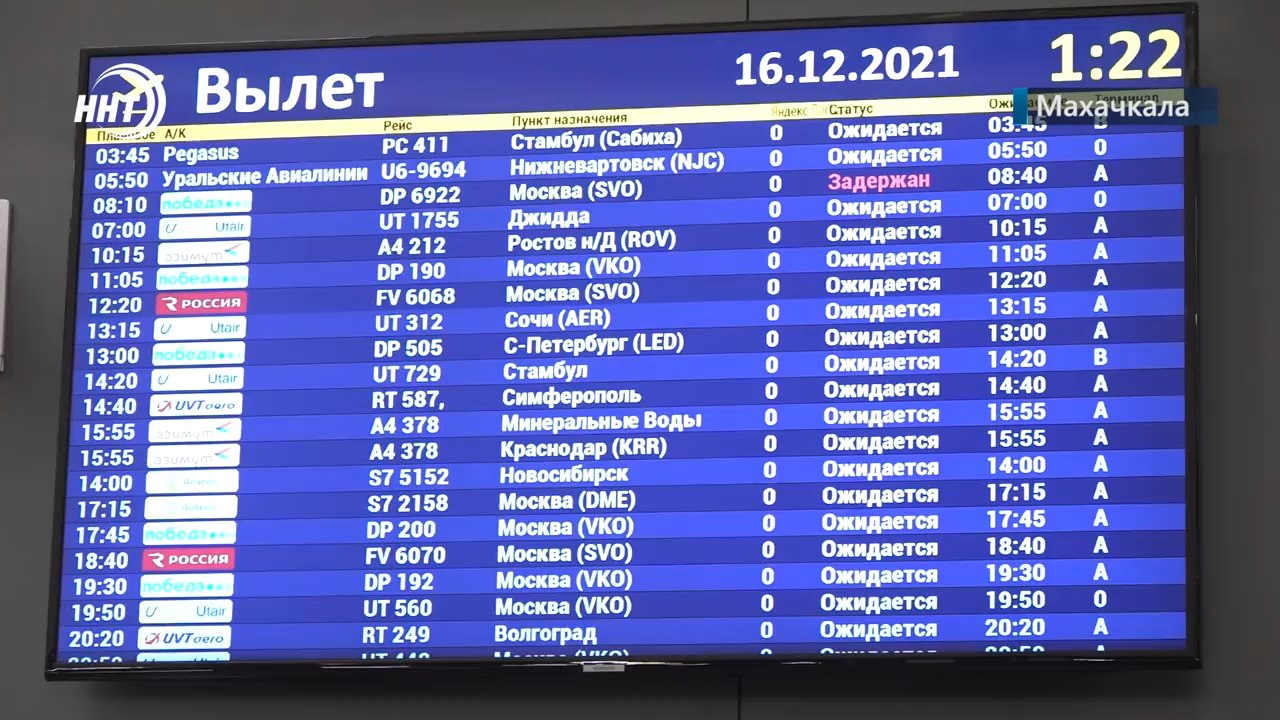 ННТ Вылет 16.12.2021 1:22
Махачкала
Плановое А/К Рейс Пункт назначения Статус
03:45 Pegasus PC 411 Стамбул (Сабиха) 0 Ожидается 03:45 B
05:50 Уральские Авиалинии U6-9694 Нижневартовск (NJC) 0 Ожидается 05:50 0
08:10 победа DP 6922 Москва (SVO) 0 Задержан 08:40 A
07:00 Utair UT 1755 Джидда 0 Ожидается 07:00 0
10:15 азимут A4 212 Ростов н/Д (ROV) 0 Ожидается 10:15 A
11:05 победа DP 190 Москва (VKO) 0 Ожидается 11:05 A
12:20 РОССИЯ FV 6068 Москва (SVO) 0 Ожидается 12:20 A
13:15 Utair UT 312 Сочи (AER) 0 Ожидается 13:15 A
13:00 победа DP 505 С-Петербург (LED) 0 Ожидается 13:00 A
14:20 Utair UT 729 Стамбул 0 Ожидается 14:20 B
14:40 UVTaero RT 587, Симферополь 0 Ожидается 14:40 A
15:55 азимут A4 378 Минеральные Воды 0 Ожидается 15:55 A
15:55 азимут A4 378 Краснодар (KRR) 0 Ожидается 15:55 A
14:00 Airlines S7 5152 Новосибирск 0 Ожидается 14:00 A
17:15 Airlines S7 2158 Москва (DME) 0 Ожидается 17:15 A
17:45 победа DP 200 Москва (VKO) 0 Ожидается 17:45 A
18:40 РОССИЯ FV 6070 Москва (SVO) 0 Ожидается 18:40 A
19:30 победа DP 192 Москва (VKO) 0 Ожидается 19:30 A
19:50 Utair UT 560 Москва (VKO) 0 Ожидается 19:50 0
20:20 UVTaero RT 249 Волгоград 0 Ожидается 20:20 A